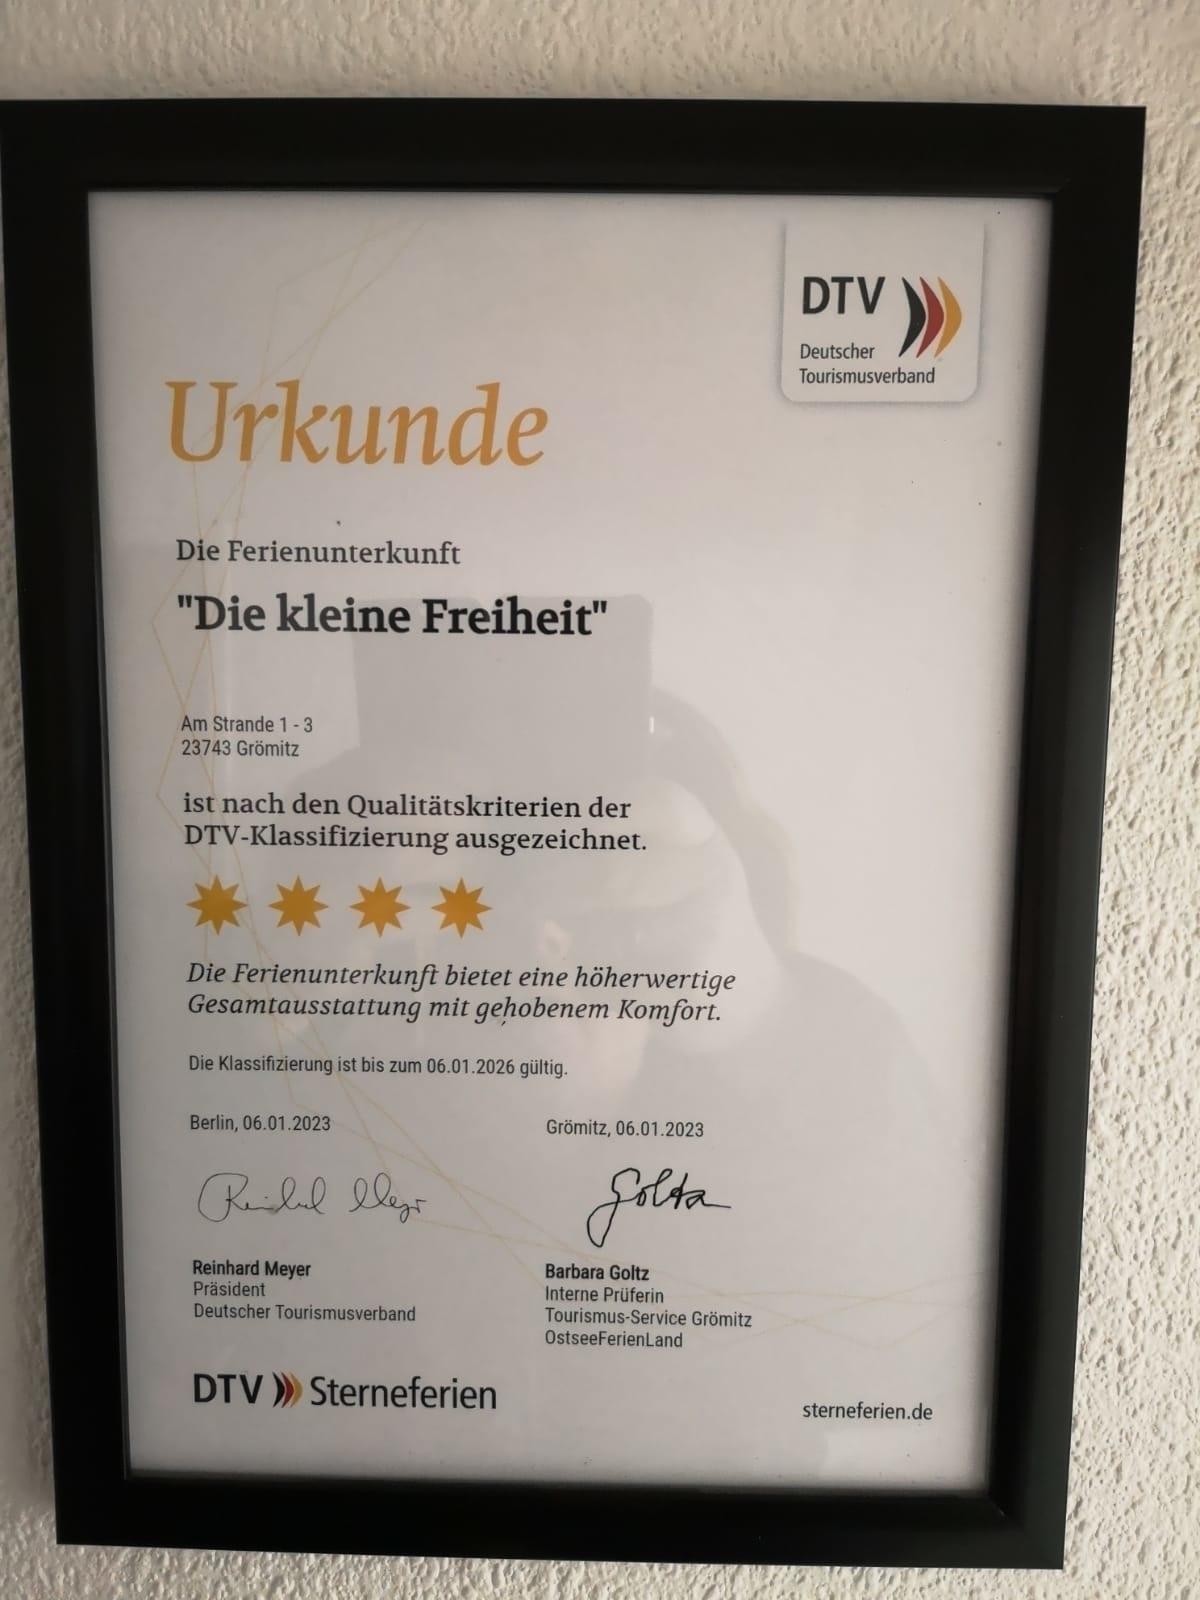 DTV
Deutscher
Tourismusverband
Urkunde
Die Ferienunterkunft
"Die kleine Freiheit"
Am Strande 1 - 3
23743 Grömitz
ist nach den Qualitätskriterien der
DTV-Klassifizierung ausgezeichnet.
Die Ferienunterkunft bietet eine höherwertige
Gesamtausstattung mit gehobenem Komfort.
Die Klassifizierung ist bis zum 06.01.2026 gültig.
Berlin, 06.01.2023
Reinhard Meyer
Reinhard Meyer
Präsident
Deutscher Tourismusverband
Grömitz, 06.01.2023
Goltz
Barbara Goltz
Interne Prüferin
Tourismus-Service Grömitz
OstseeFerienLand
DTV Sterneferien
sterneferien.de